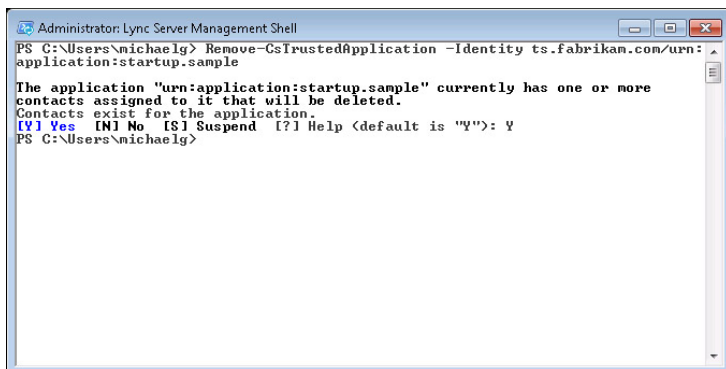 Administrator: Lync Server Management Shell
PS C:\Users\michaelg> Remove-CsTrustedApplication -Identity ts.fabrikam.com/urn:
application:startup.sample
The application "urn:application:startup.sample" currently has one or more
contacts assigned to it that will be deleted.
Contacts exist for the application.
[Y] Yes  [N] No  [S] Suspend  [?] Help (default is "Y"): Y
PS C:\Users\michaelg>